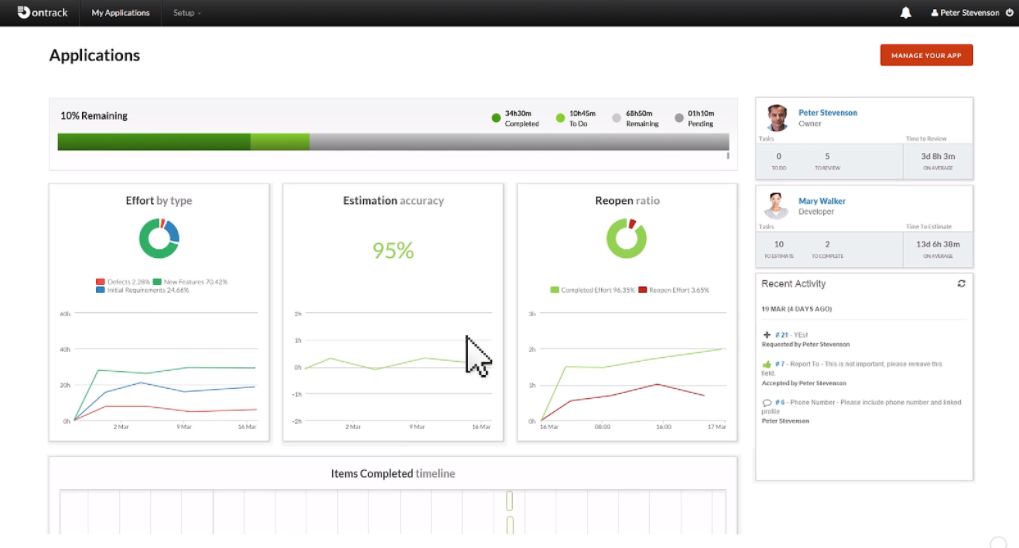 ontrack
My Applications
Setup
Peter Stevenson
Applications
MANAGE YOUR APP
10% Remaining
34h30m
Completed
10h45m
To Do
68h50m
Remaining
01h10m
Pending
Effort by type
Defects 2.28% New Features 70.42%
Initial Requirements 24.66%
60h
40h
20h
0h
2 Mar
9 Mar
16 Mar
Estimation accuracy
95%
2h
1h
0h
-1h
-2h
2 Mar
9 Mar
16 Mar
Reopen ratio
Completed Effort 96.35% Reopen Effort 3.65%
3h
2h
1h
0h
16 Mar
08:00
16:00
17 Mar
Items Completed timeline
Peter Stevenson
Owner
Tasks
Time to Review
0
TO DO
5
TO REVIEW
3d 8h 3m
ON AVERAGE
Mary Walker
Developer
Tasks
Time To Estimate
10
TO ESTIMATE
2
TO COMPLETE
13d 6h 38m
ON AVERAGE
Recent Activity
19 MAR (4 DAYS AGO)
# 21 - YEs!
Requested by Peter Stevenson
# 7 - Report To - This is not important, please remove this
field.
Accepted by Peter Stevenson
# 6 - Phone Number - Please include phone number and linked
profile
Peter Stevenson